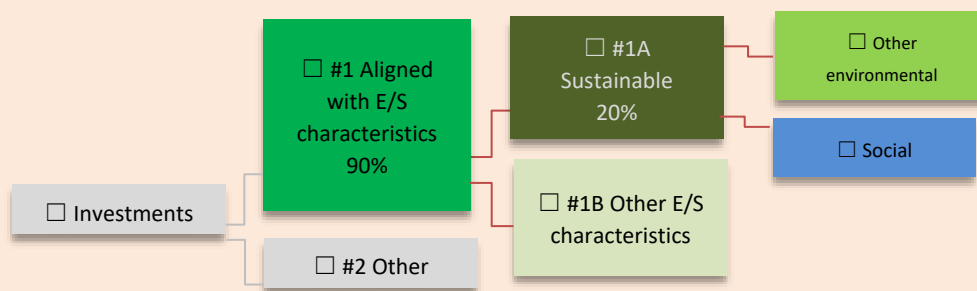 ☐ Investments
☐ #1 Aligned
with E/S
characteristics
90%
☐ #2 Other
☐ #1A
Sustainable
20%
☐ #1B Other E/S
characteristics
☐ Other
environmental
☐ Social